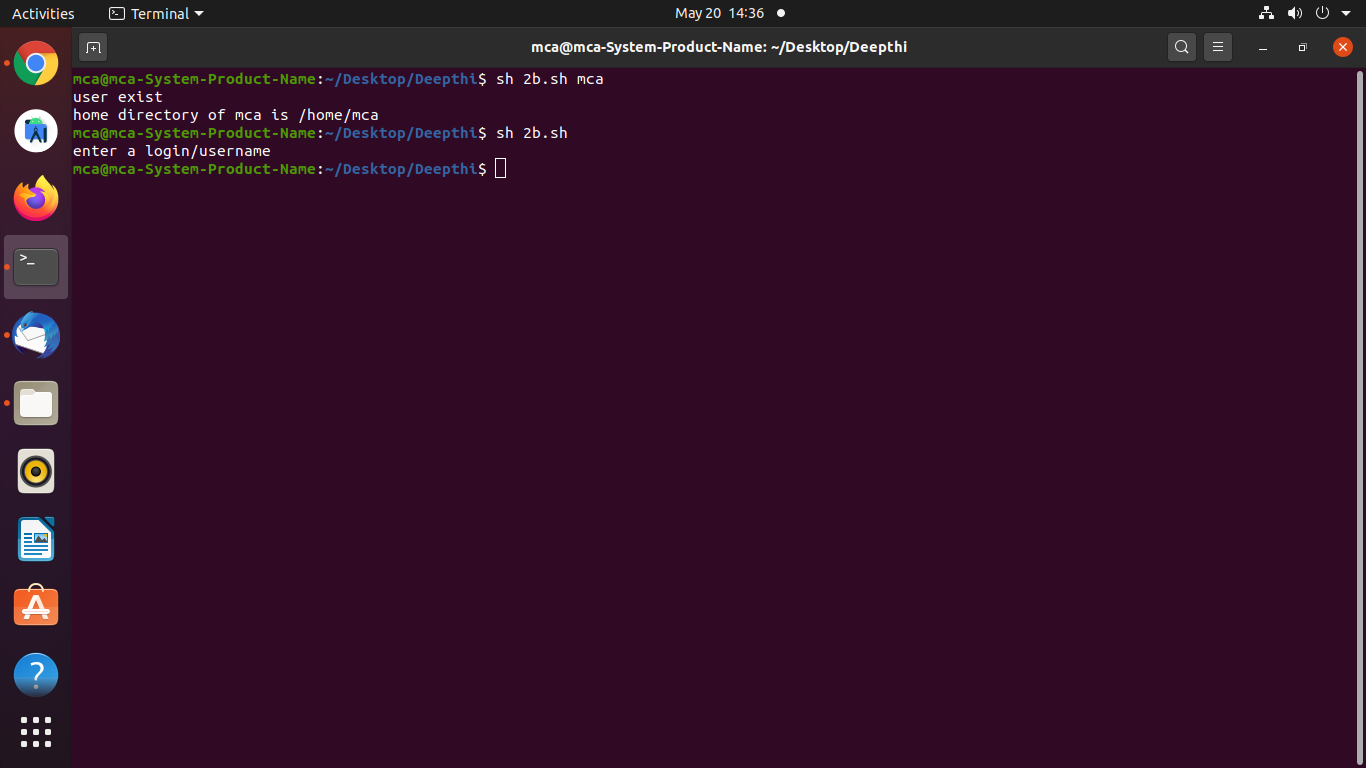 Activities Terminal May 20 14:36
mca@mca-System-Product-Name: ~/Desktop/Deepthi
mca@mca-System-Product-Name:~/Desktop/Deepthi$ sh 2b.sh mca
user exist
home directory of mca is /home/mca
mca@mca-System-Product-Name:~/Desktop/Deepthi$ sh 2b.sh
enter a login/username
mca@mca-System-Product-Name:~/Desktop/Deepthi$